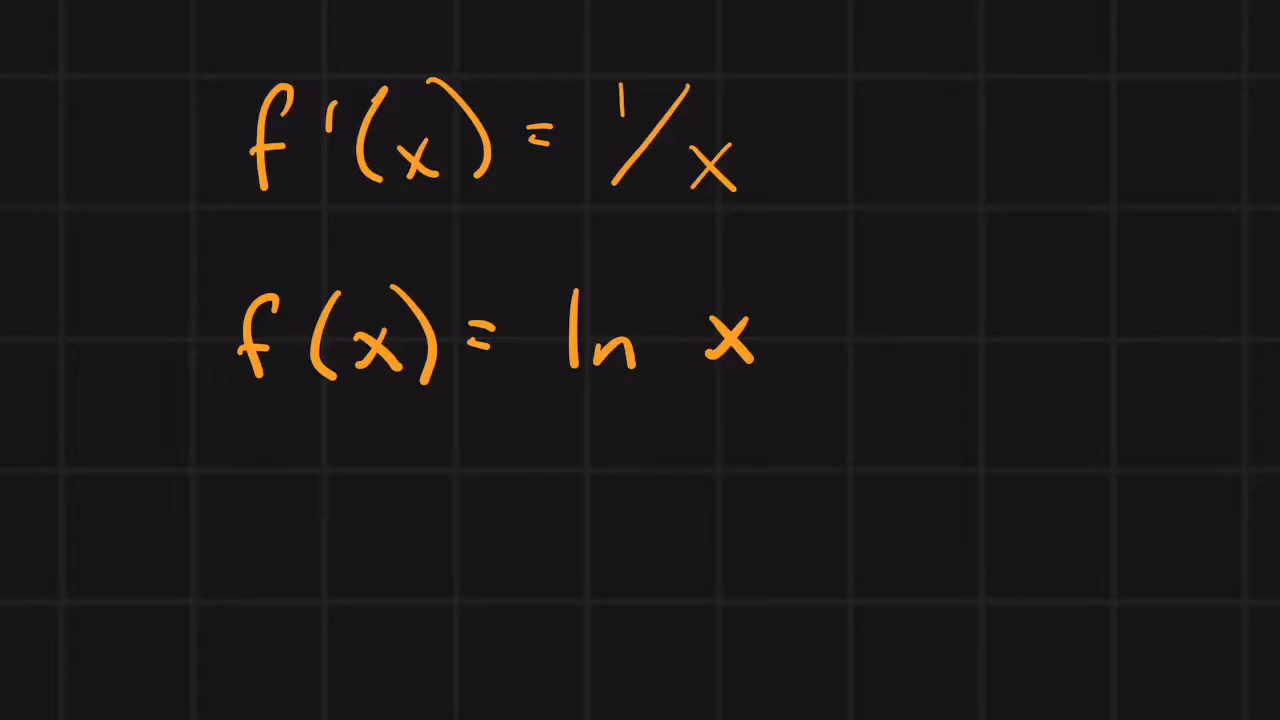 f'(x) = 1/x
f(x) = ln x